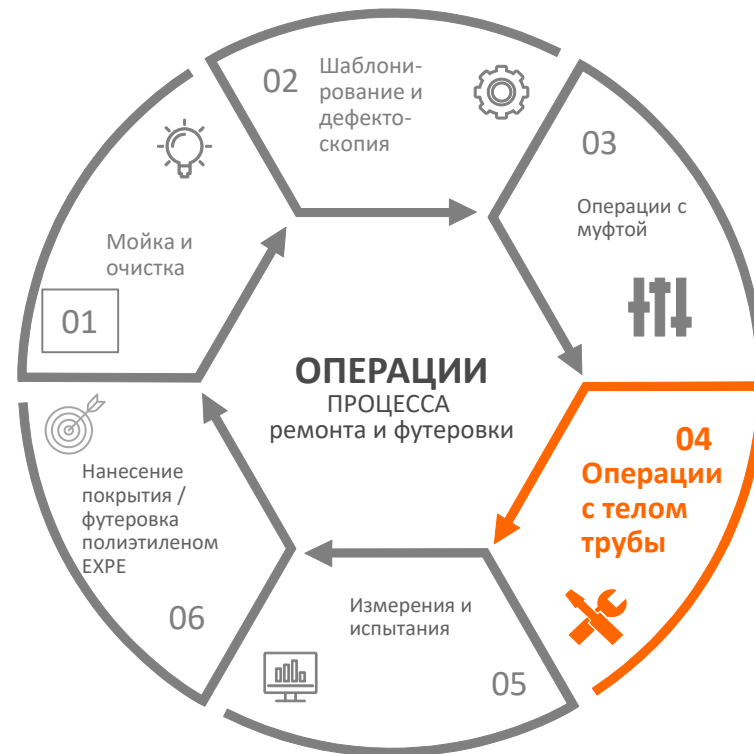 01
Мойка и
очистка
02
Шаблони-
рование и
дефекто-
скопия
03
Операции с
муфтой
ОПЕРАЦИИ
ПРОЦЕССА
ремонта и футеровки
04
Операции
с телом
трубы
Измерения и
испытания
05
Нанесение
покрытия /
футеровка
полиэтиленом
EXPE
06